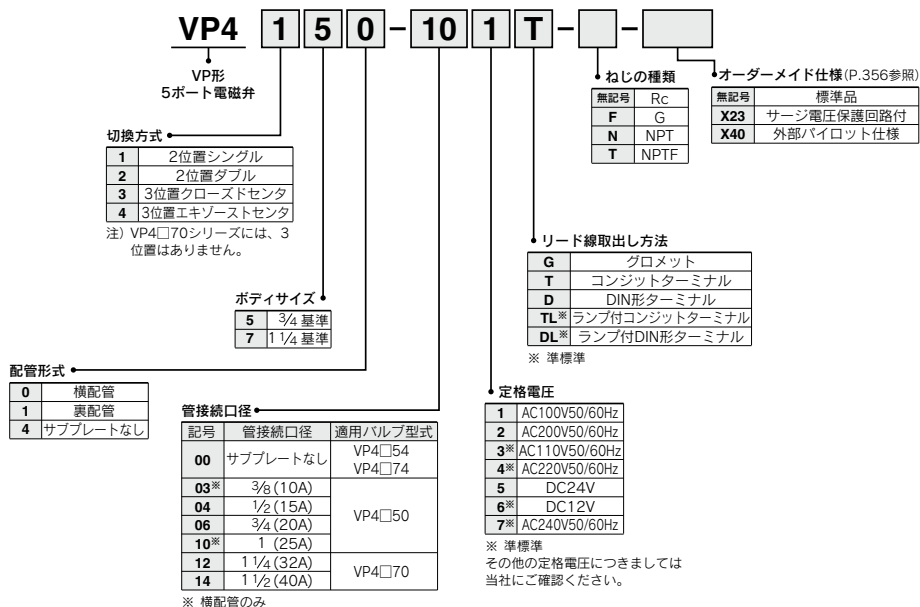 VP4 1 5 0 - 10 1 T - -
VP形
5ポート電磁弁
切換方式
1 2位置シングル
2 2位置ダブル
3 3位置クローズドセンタ
4 3位置エキゾーストセンタ
注) VP4□70シリーズには、3
位置はありません。
ボディサイズ
5 3/4 基準
7 1 1/4 基準
配管形式
0 横配管
1 裏配管
4 サブプレートなし
管接続口径
記号 管接続口径 適用バルブ型式
00 サブプレートなし VP4□54
VP4□74
03※ 3/8(10A)
04 1/2(15A)
06 3/4(20A)
10※ 1 (25A)
VP4□50
12 1 1/4(32A)
14 1 1/2(40A)
VP4□70
※ 横配管のみ
定格電圧
1 AC100V50/60Hz
2 AC200V50/60Hz
3※ AC110V50/60Hz
4※ AC220V50/60Hz
5 DC24V
6※ DC12V
7※ AC240V50/60Hz
※ 準標準
その他の定格電圧につきましては
当社にご確認ください。
リード線取出し方法
G グロメット
T コンジットターミナル
D DIN形ターミナル
TL※ ランプ付コンジットターミナル
DL※ ランプ付DIN形ターミナル
※ 準標準
ねじの種類
無記号 Rc
F G
N NPT
T NPTF
オーダーメイド仕様(P.356参照)
無記号 標準品
X23 サージ電圧保護回路付
X40 外部パイロット仕様